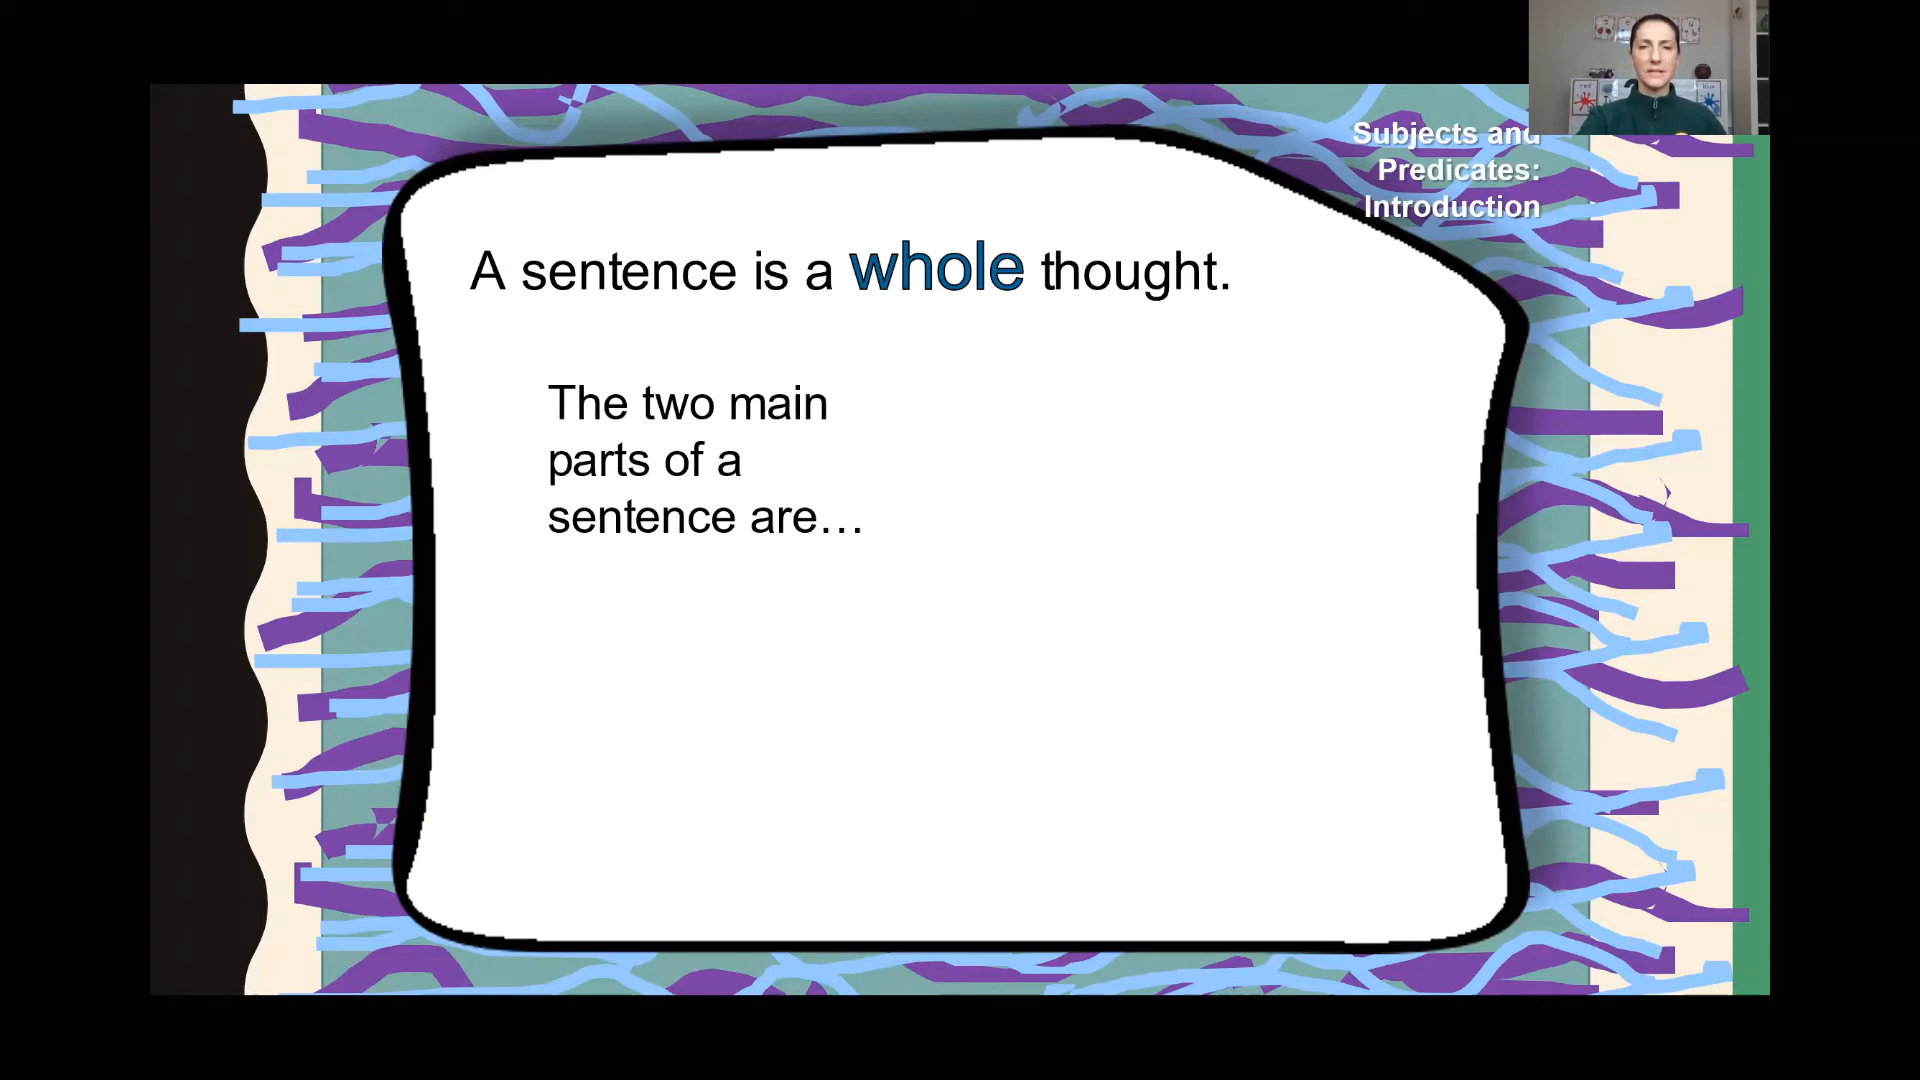 Subjects and
Predicates:
Introduction
A sentence is a whole thought.
The two main
parts of a
sentence are…